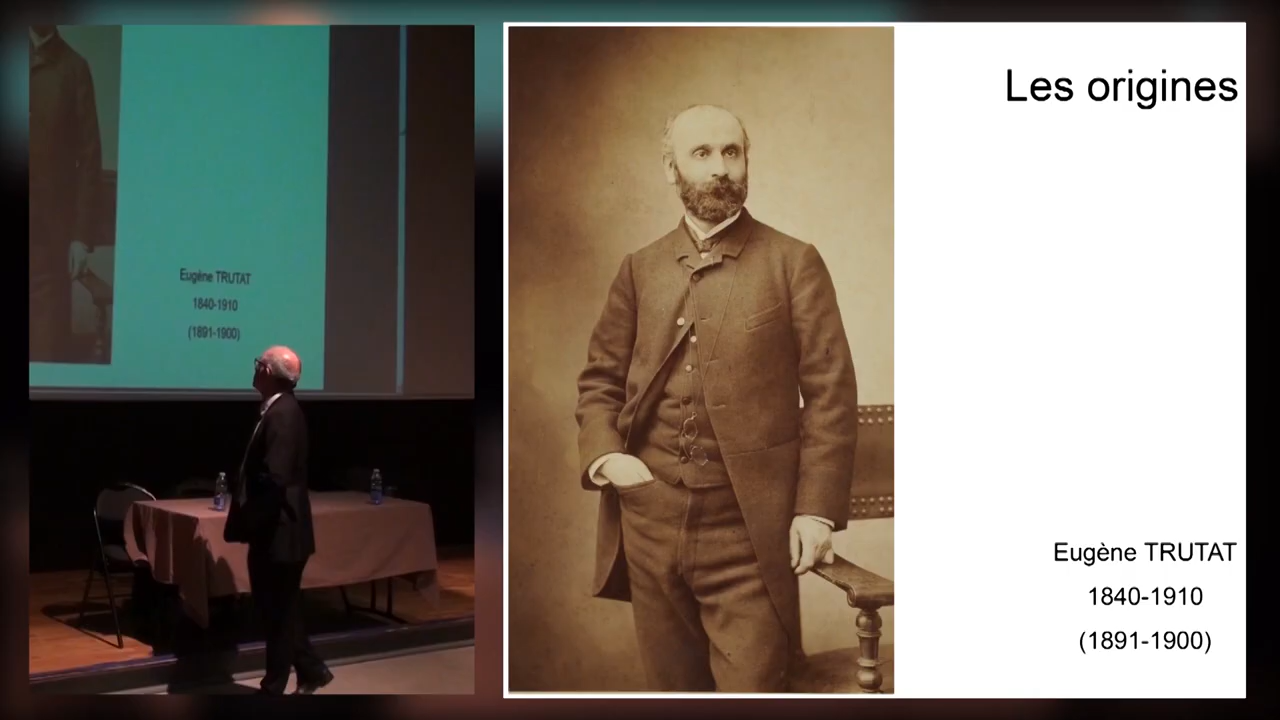 Eugène TRUTAT
1840-1910
(1891-1900)
Les origines
Eugène TRUTAT
1840-1910
(1891-1900)